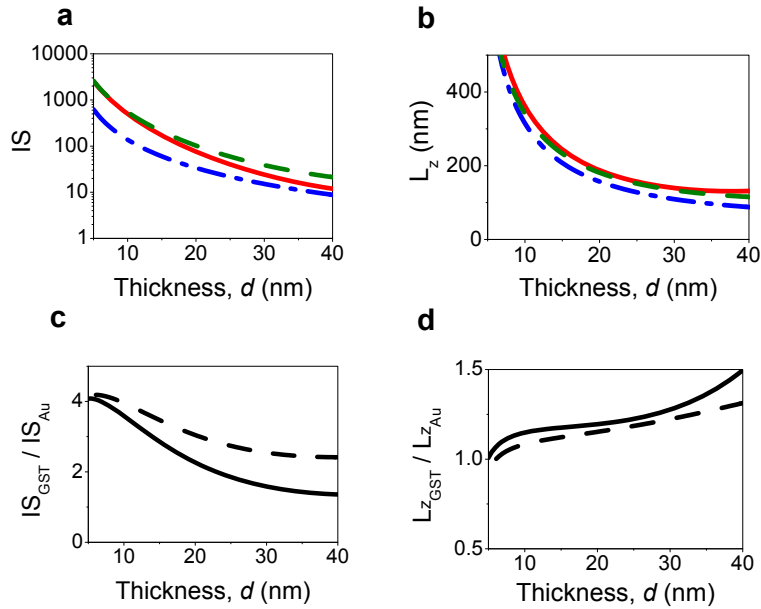 a
10000
1000
100
10
1
IS
10 20 30 40
Thickness, d (nm)
b
400
200
0
Lz (nm)
10 20 30 40
Thickness, d (nm)
c
4
2
0
ISGST / ISAu
10 20 30 40
Thickness, d (nm)
d
1.5
1.0
0.5
LzGST / LzAu
10 20 30 40
Thickness, d (nm)